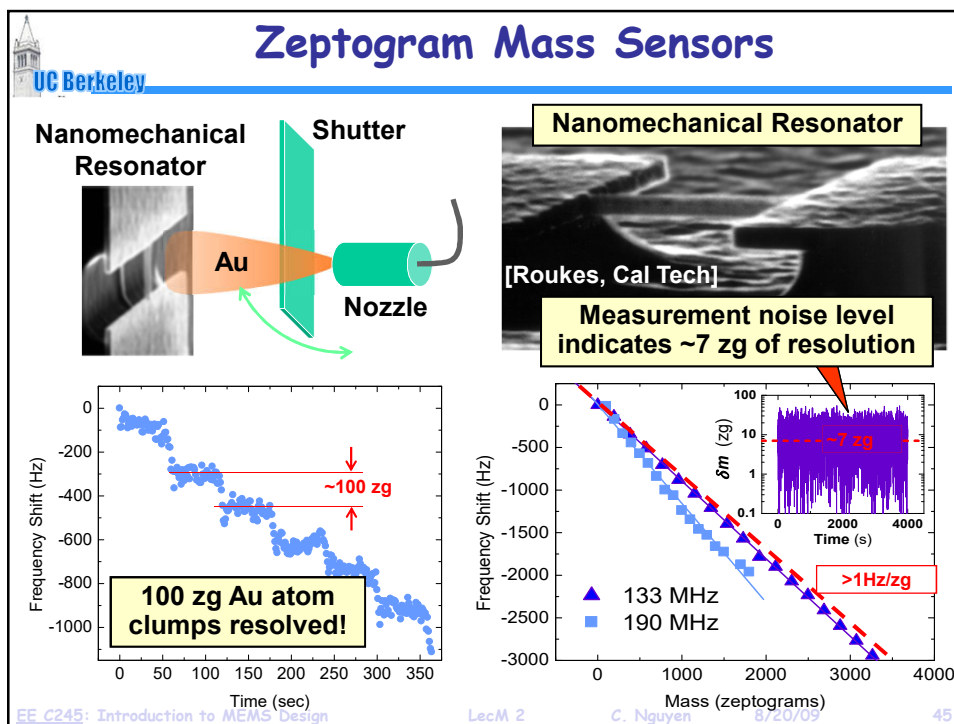 Zeptogram Mass Sensors
UC Berkeley
Nanomechanical
Resonator
Shutter
Au
Nozzle
Nanomechanical Resonator
[Roukes, Cal Tech]
Measurement noise level
indicates ~7 zg of resolution
0
-200
-400
-600
-800
-1000
Frequency Shift (Hz)
~100 zg
100 zg Au atom
clumps resolved!
0 50 100 150 200 250 300 350
Time (sec)
0
-500
-1000
-1500
-2000
-2500
-3000
Frequency Shift (Hz)
100
10
1
0.1
δm (zg)
~7 zg
0 2000 4000
Time (s)
>1Hz/zg
133 MHz
190 MHz
0 1000 2000 3000 4000
Mass (zeptograms)
EE C245: Introduction to MEMS Design LecM 2 C. Nguyen 8/20/09 45